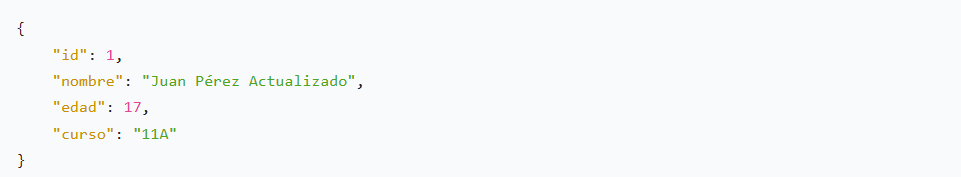 {
    "id": 1,
    "nombre": "Juan Pérez Actualizado",
    "edad": 17,
    "curso": "11A"
}